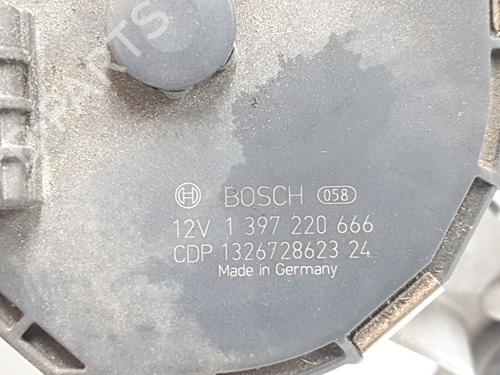 BOSCH 058
12V 1 397 220 666
CDP 1326728623 24
Made in Germany